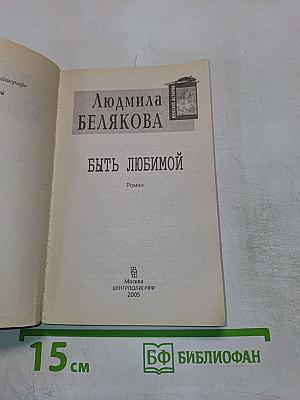 Людмила
БЕЛЯКОВА
БЫТЬ ЛЮБИМОЙ
Роман
Москва
ЦЕНТРПОЛИГРАФ
2005
15 см
БФ БИБЛИОФАН